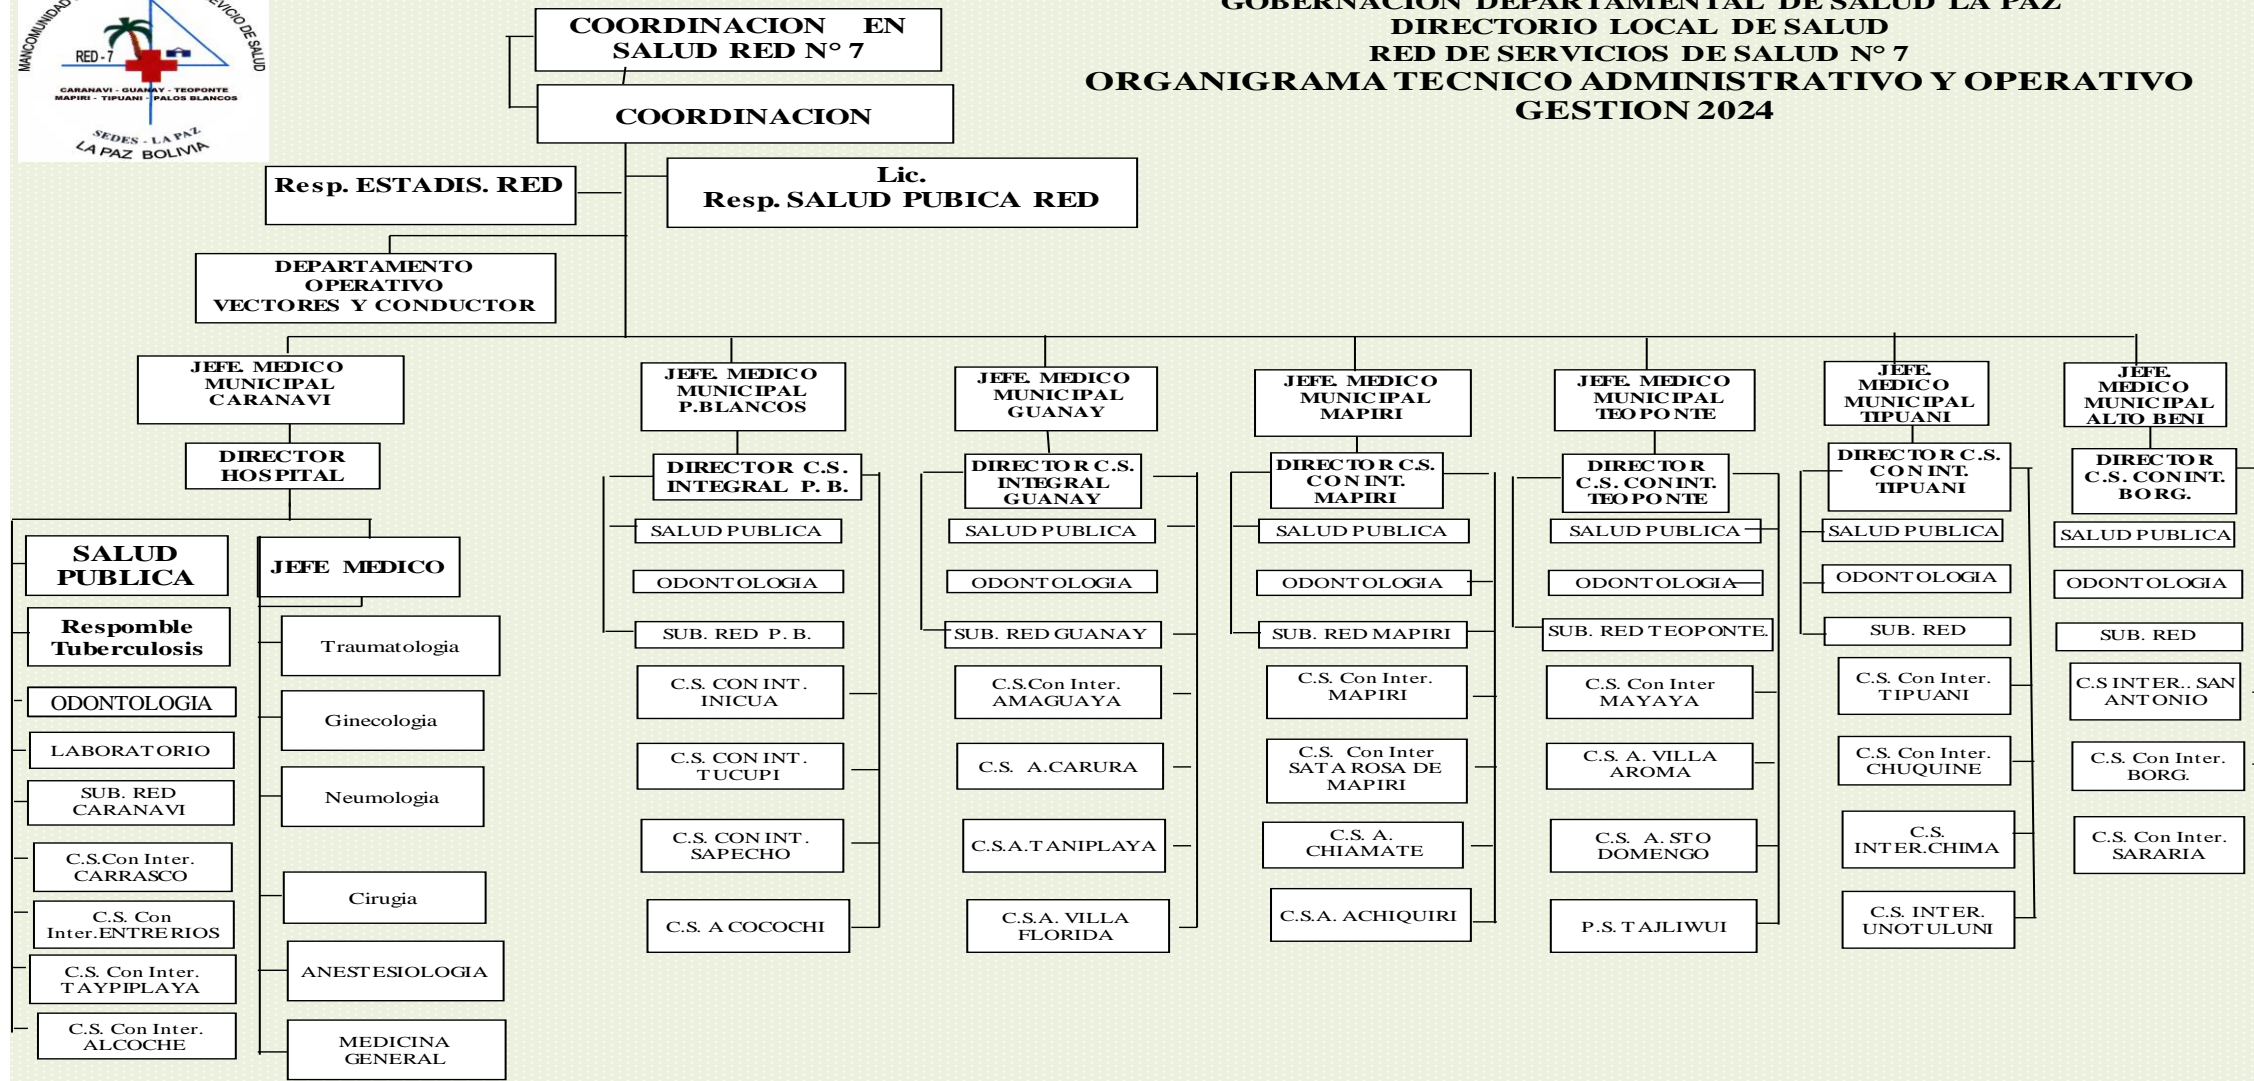 RED - 7
CARANAVI - GUANAY - TEOPONTE
MAPIRI - TIPUANI - PALOS BLANCOS
SEDES - LA PAZ
LA PAZ BOLIVIA
COORDINACION EN
SALUD RED N° 7
COORDINACION
GOBERNACION DEPARTAMENTAL DE SALUD LA PAZ
DIRECTORIO LOCAL DE SALUD
RED DE SERVICIOS DE SALUD N° 7
ORGANIGRAMA TECNICO ADMINISTRATIVO Y OPERATIVO
GESTION 2024
Resp. ESTADIS. RED
Lic.
Resp. SALUD PUBICA RED
DEPARTAMENTO
OPERATIVO
VECTORES Y CONDUCTOR
JEFE. MEDICO
MUNICIPAL
CARANAVI
DIRECTOR
HOSPITAL
SALUD
PUBLICA
Respomble
Tuberculosis
ODONTOLOGIA
LABORATORIO
SUB. RED
CARANAVI
C.S.Con Inter.
CARRASCO
C.S. Con
Inter.ENTRERIOS
C.S. Con Inter.
TAYPIPLAYA
C.S. Con Inter.
ALCOCHE
JEFE MEDICO
Traumatologia
Ginecologia
Neumologia
Cirugia
ANESTESIOLOGIA
MEDICINA
GENERAL
JEFE. MEDICO
MUNICIPAL
P.BLANCOS
DIRECTOR C.S.
INTEGRAL P. B.
SALUD PUBLICA
ODONTOLOGIA
SUB. RED P. B.
C.S. CON INT.
INICUA
C.S. CON INT.
TUCUPI
C.S. CON INT.
SAPECHO
C.S. A COCOCHI
JEFE. MEDICO
MUNICIPAL
GUANAY
DIRECTOR C.S.
INTEGRAL
GUANAY
SALUD PUBLICA
ODONTOLOGIA
SUB. RED GUANAY
C.S.Con Inter.
AMAGUAYA
C.S. A.CARURA
C.S.A.TANIPLAYA
C.S.A. VILLA
FLORIDA
JEFE. MEDICO
MUNICIPAL
MAPIRI
DIRECTOR C.S.
CON INT.
MAPIRI
SALUD PUBLICA
ODONTOLOGIA
SUB. RED MAPIRI
C.S. Con Inter.
MAPIRI
C.S. Con Inter
SATA ROSA DE
MAPIRI
C.S. A.
CHIAMATE
C.S.A. ACHIQUIRI
JEFE. MEDICO
MUNICIPAL
TEOPONTE
DIRECTOR
C.S. CON INT.
TEOPONTE
SALUD PUBLICA
ODONTOLOGIA
SUB. RED TEOPONTE.
C.S. Con Inter
MAYAYA
C.S. A. VILLA
AROMA
C.S. A. STO
DOMENGO
P.S. TAJLIWUI
JEFE.
MEDICO
MUNICIPAL
TIPUANI
DIRECTOR C.S.
CON INT.
TIPUANI
SALUD PUBLICA
ODONTOLOGIA
SUB. RED
C.S. Con Inter.
TIPUANI
C.S. Con Inter.
CHUQUINE
C.S.
INTER.CHIMA
C.S. INTER.
UNOTULUNI
JEFE.
MEDICO
MUNICIPAL
ALTO BENI
DIRECTOR
C.S. CON INT.
BORG.
SALUD PUBLICA
ODONTOLOGIA
SUB. RED
C.S INTER.. SAN
ANTONIO
C.S. Con Inter.
BORG.
C.S. Con Inter.
SARARIA